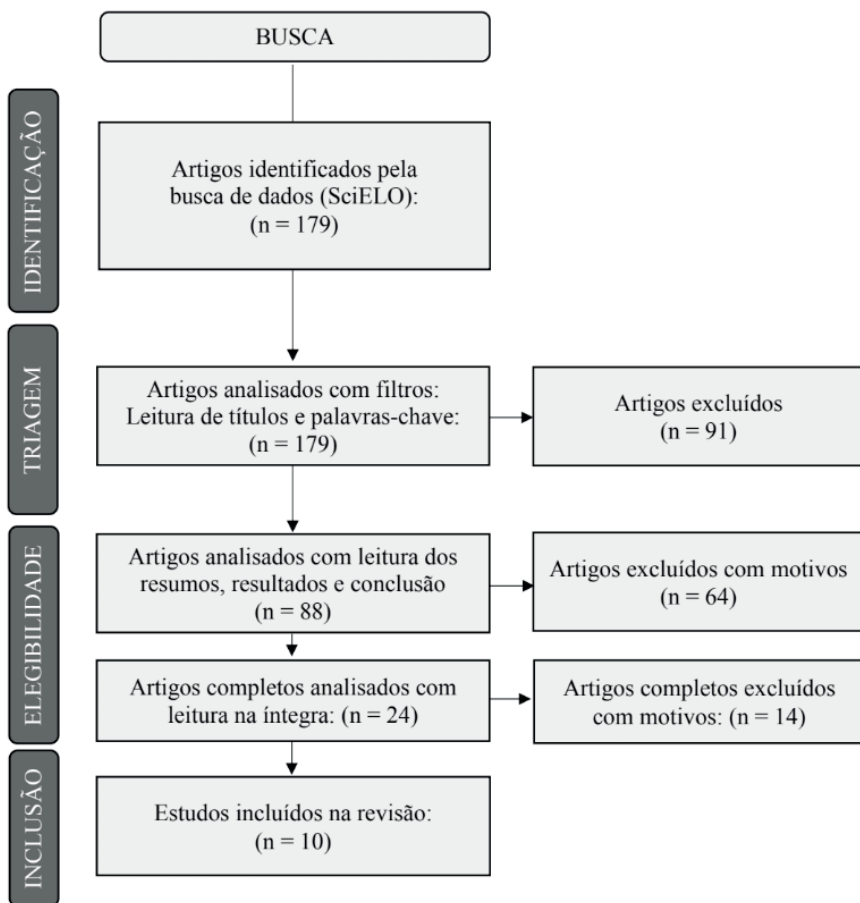 BUSCA
IDENTIFICAÇÃO
Artigos identificados pela
busca de dados (SciELO):
(n = 179)
TRIAGEM
Artigos analisados com filtros:
Leitura de títulos e palavras-chave:
(n = 179)
Artigos excluídos
(n = 91)
ELEGIBILIDADE
Artigos analisados com leitura dos
resumos, resultados e conclusão
(n = 88)
Artigos excluídos com motivos
(n = 64)
Artigos completos analisados com
leitura na íntegra: (n = 24)
Artigos completos excluídos
com motivos: (n = 14)
INCLUSÃO
Estudos incluídos na revisão:
(n = 10)